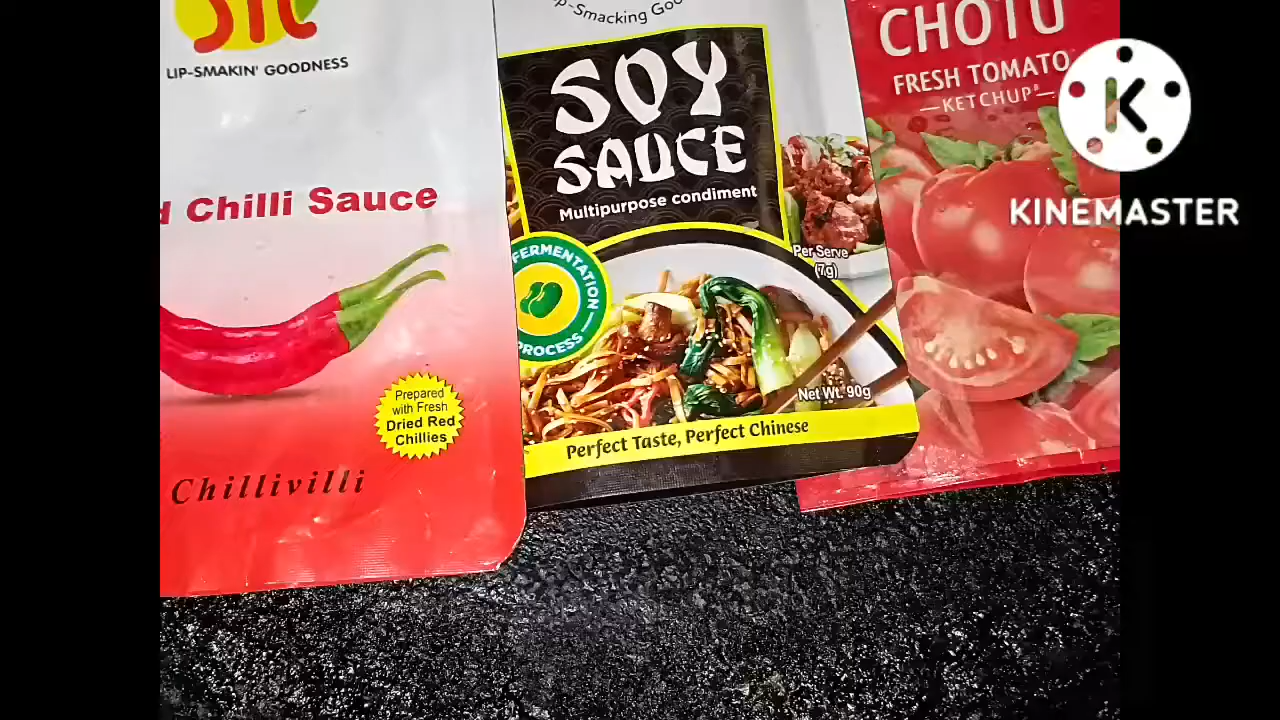 LIP-SMAKIN' GOODNESS
Chilli Sauce
Prepared
with Fresh
Dried Red
Chillies
Chillivilli
SOY
SAUCE
Multipurpose condiment
FERMENTATION
PROCESS
Per Serve
(7g)
Net Wt. 90g
Perfect Taste, Perfect Chinese
CHOTU
FRESH TOMATO
KETCHUP
K
KINEMASTER